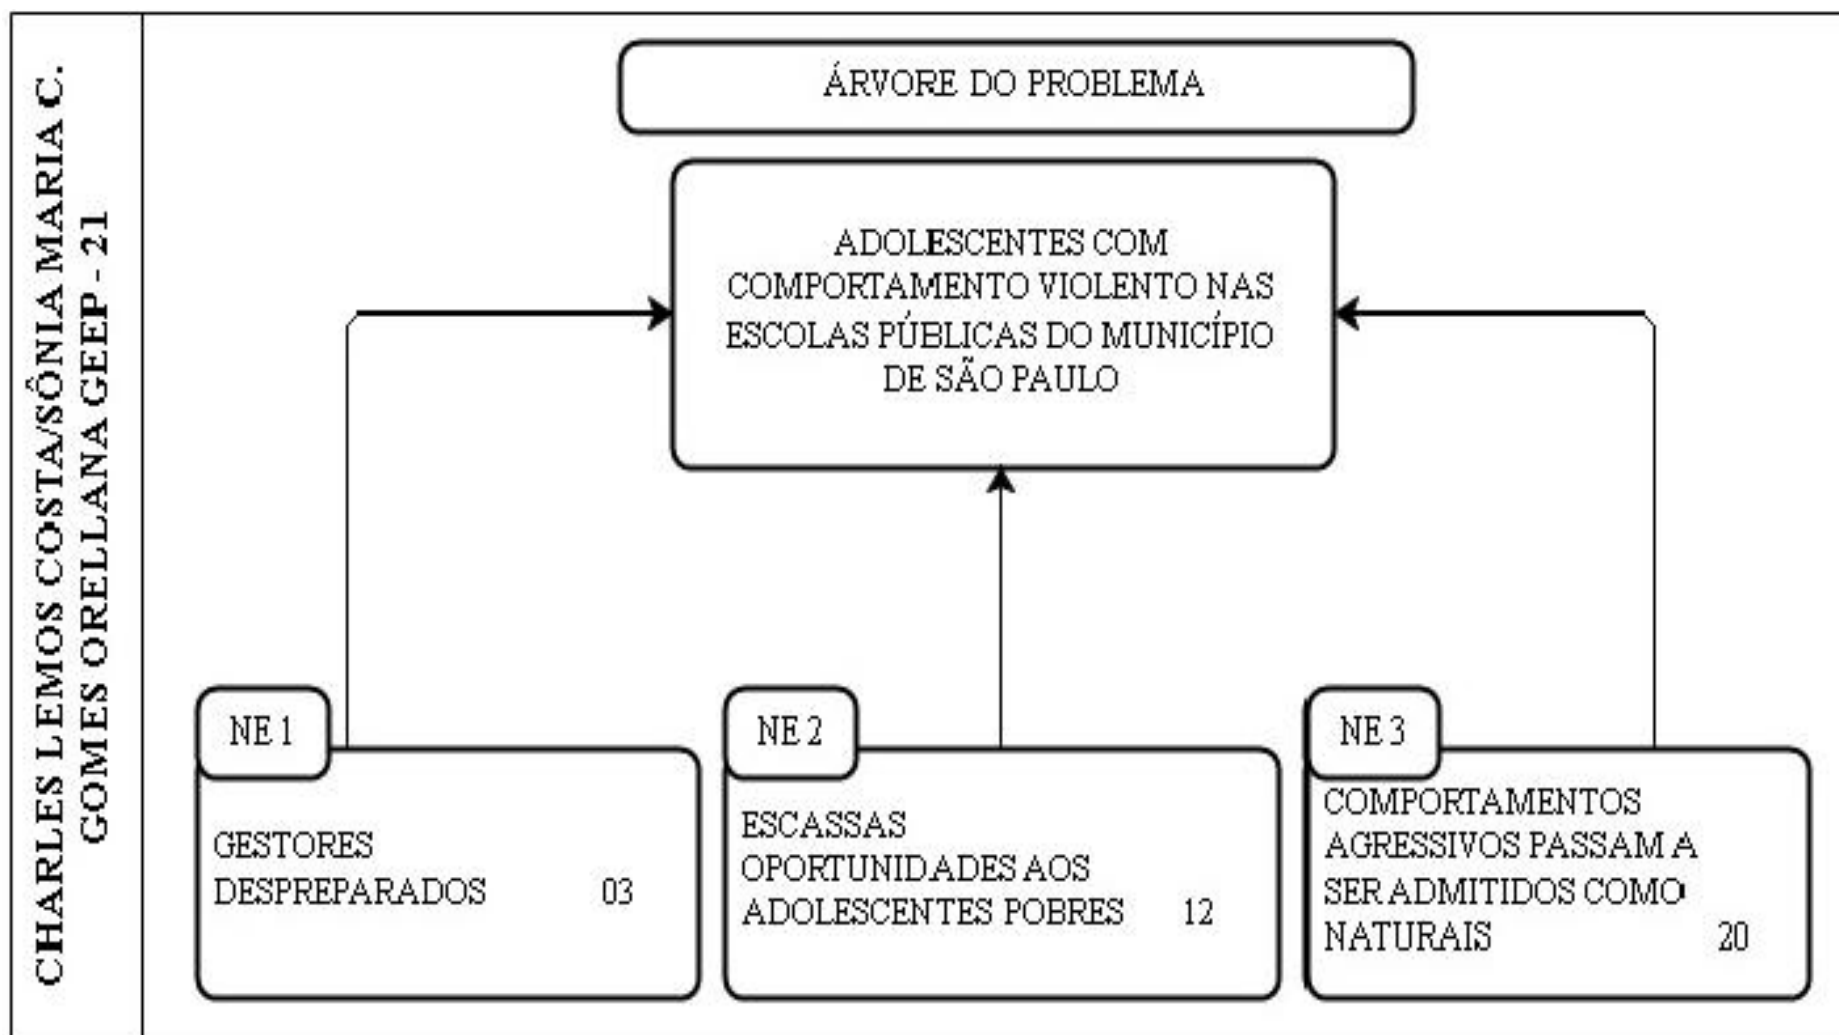 CHARLES LEMOS COSTA/SÔNIA MARIA C.
GOMES ORELLANA GEEP - 21
ÁRVORE DO PROBLEMA
ADOLESCENTES COM
COMPORTAMENTO VIOLENTO NAS
ESCOLAS PÚBLICAS DO MUNICÍPIO
DE SÃO PAULO
NE 1
GESTORES
DESPREPARADOS 03
NE 2
ESCASSAS
OPORTUNIDADES AOS
ADOLESCENTES POBRES 12
NE 3
COMPORTAMENTOS
AGRESSIVOS PASSAM A
SER ADMITIDOS COMO
NATURAIS 20